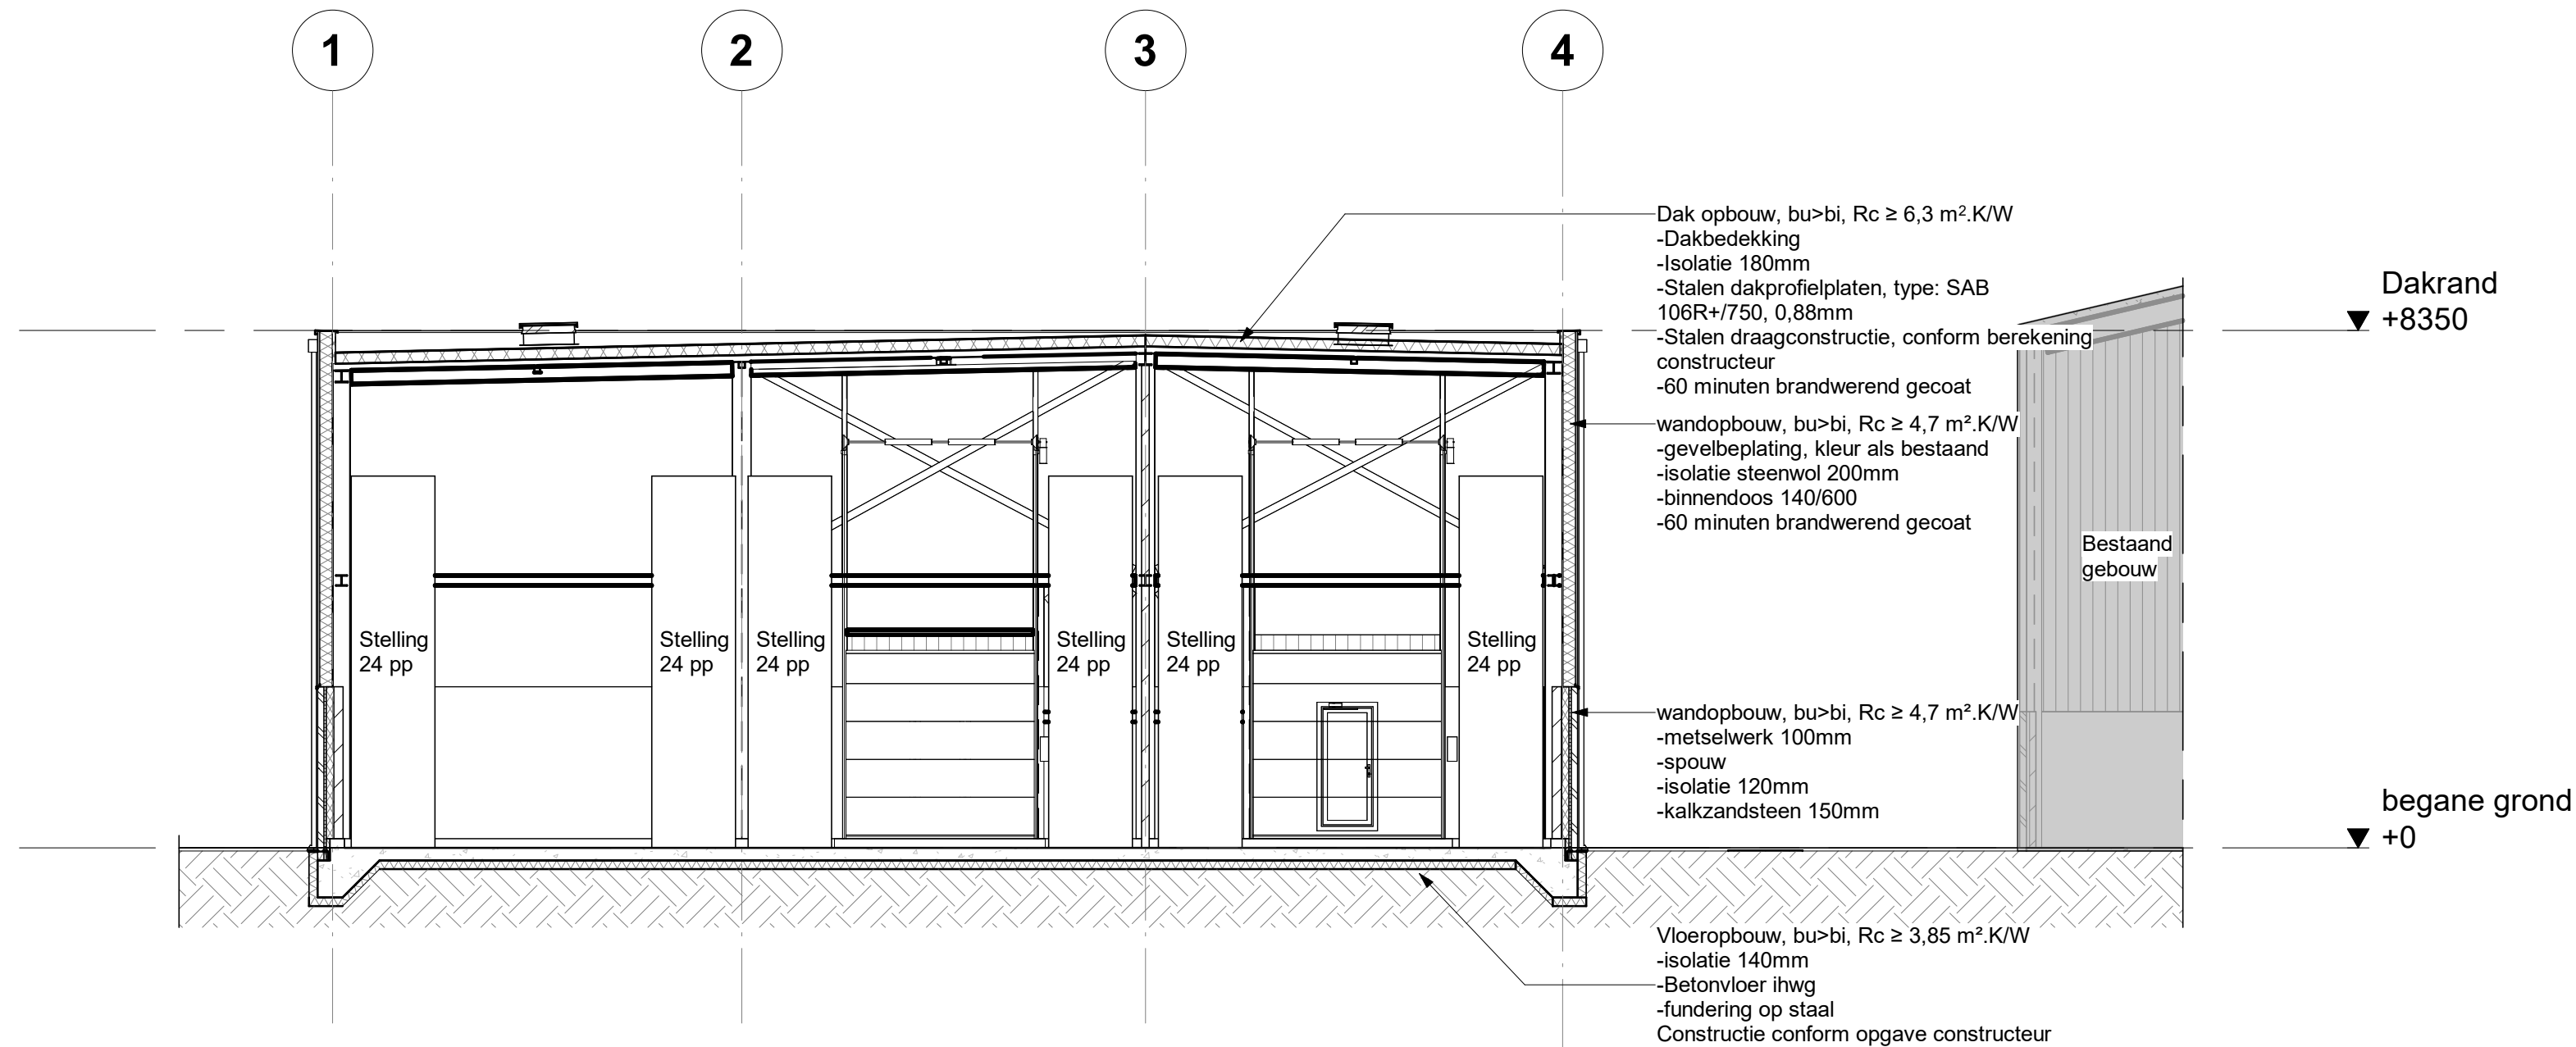 1
2
3
4
Dak opbouw, bu>bi, Rc ≥ 6,3 m².K/W
-Dakbedekking
-Isolatie 180mm
-Stalen dakprofielplaten, type: SAB
106R+/750, 0,88mm
-Stalen draagconstructie, conform berekening
constructeur
-60 minuten brandwerend gecoat
Dakrand
+8350
wandopbouw, bu>bi, Rc ≥ 4,7 m².K/W
-gevelbeplating, kleur als bestaand
-isolatie steenwol 200mm
-binnendoos 140/600
-60 minuten brandwerend gecoat
Bestaand
gebouw
Stelling
24 pp
Stelling
24 pp
Stelling
24 pp
Stelling
24 pp
Stelling
24 pp
Stelling
24 pp
wandopbouw, bu>bi, Rc ≥ 4,7 m².K/W
-metselwerk 100mm
-spouw
-isolatie 120mm
-kalkzandsteen 150mm
begane grond
+0
Vloeropbouw, bu>bi, Rc ≥ 3,85 m².K/W
-isolatie 140mm
-Betonvloer ihwg
-fundering op staal
Constructie conform opgave constructeur